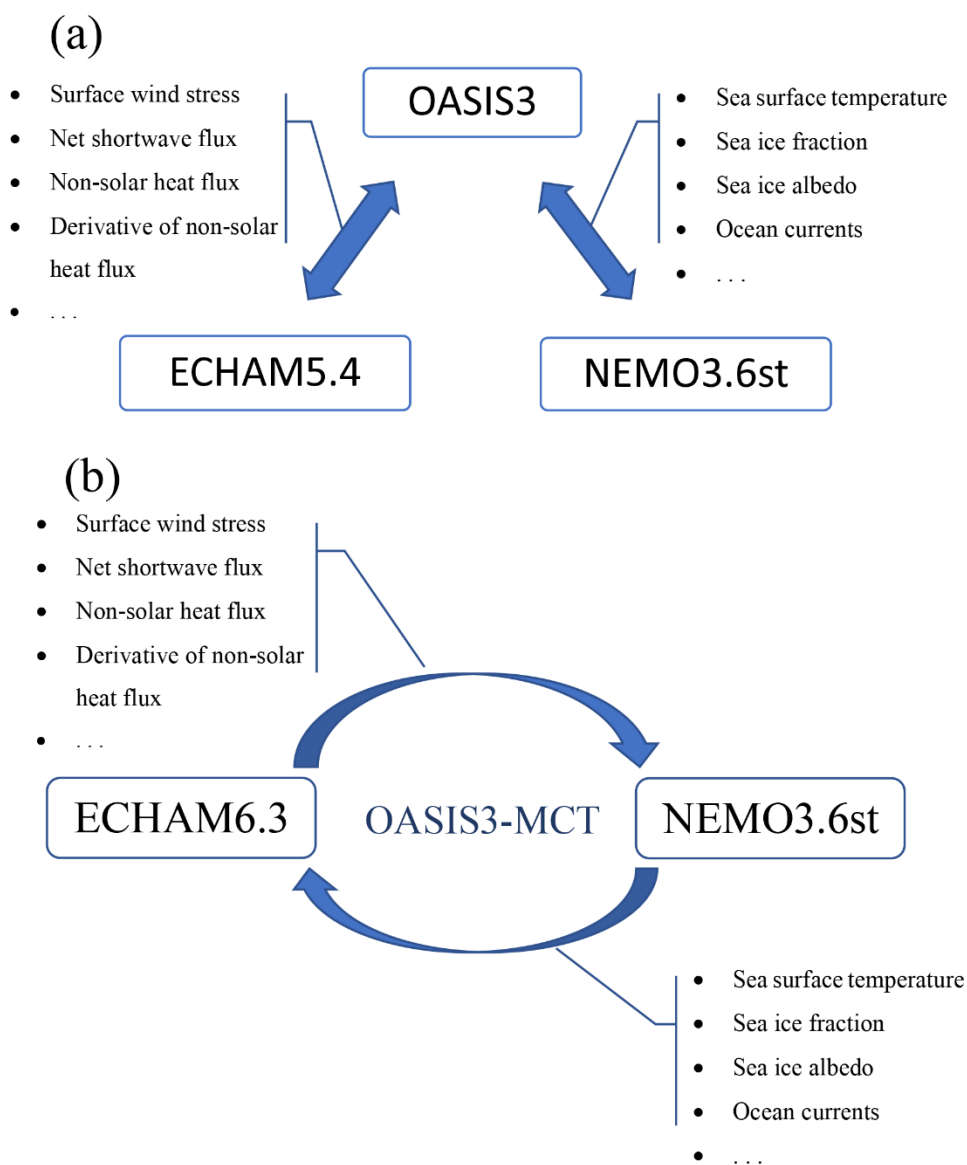 (a)
• Surface wind stress
• Net shortwave flux
• Non-solar heat flux
• Derivative of non-solar
heat flux
• . . .
OASIS3
• Sea surface temperature
• Sea ice fraction
• Sea ice albedo
• Ocean currents
• . . .
ECHAM5.4
NEMO3.6st
(b)
• Surface wind stress
• Net shortwave flux
• Non-solar heat flux
• Derivative of non-solar
heat flux
• . . .
ECHAM6.3
OASIS3-MCT
NEMO3.6st
• Sea surface temperature
• Sea ice fraction
• Sea ice albedo
• Ocean currents
• . . .